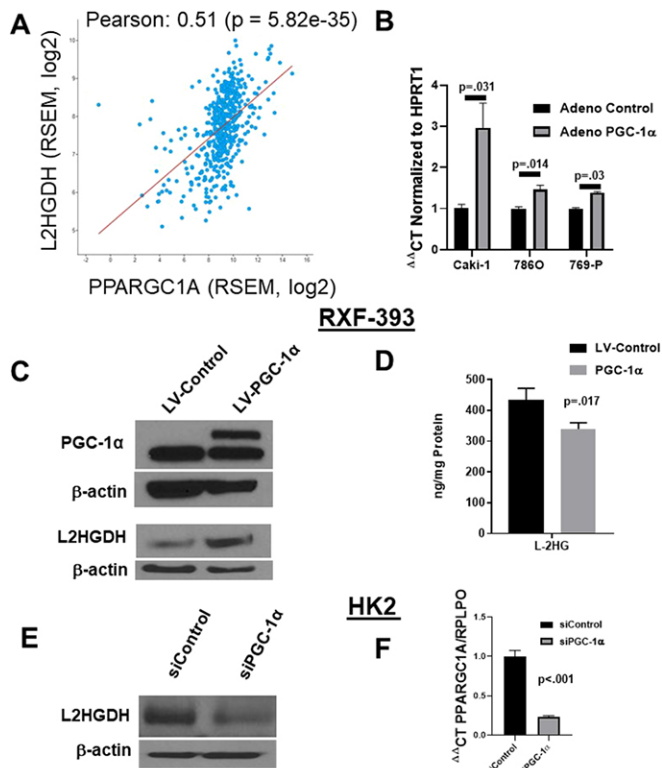 A
Pearson: 0.51 (p = 5.82e-35)
L2HGDH (RSEM, log2)
10
9
8
7
6
5
-2 0 2 4 6 8 10 12 14 16
PPARGC1A (RSEM, log2)
B
ΔΔCT Normalized to HPRT1
4
3
2
1
0
p=.031
p=.014
p=.03
Adeno Control
Adeno PGC-1α
Caki-1 786O 769-P
RXF-393
C
LV-Control
LV-PGC-1α
PGC-1α
β-actin
L2HGDH
β-actin
D
LV-Control
PGC-1α
ng/mg Protein
500
400
300
200
100
0
p=.017
L-2HG
HK2
E
siControl
siPGC-1α
L2HGDH
β-actin
F
ΔΔCT PPARGC1A/RPLPO
1.5
1.0
0.5
0.0
siControl
siPGC-1α
p<.001
siControl